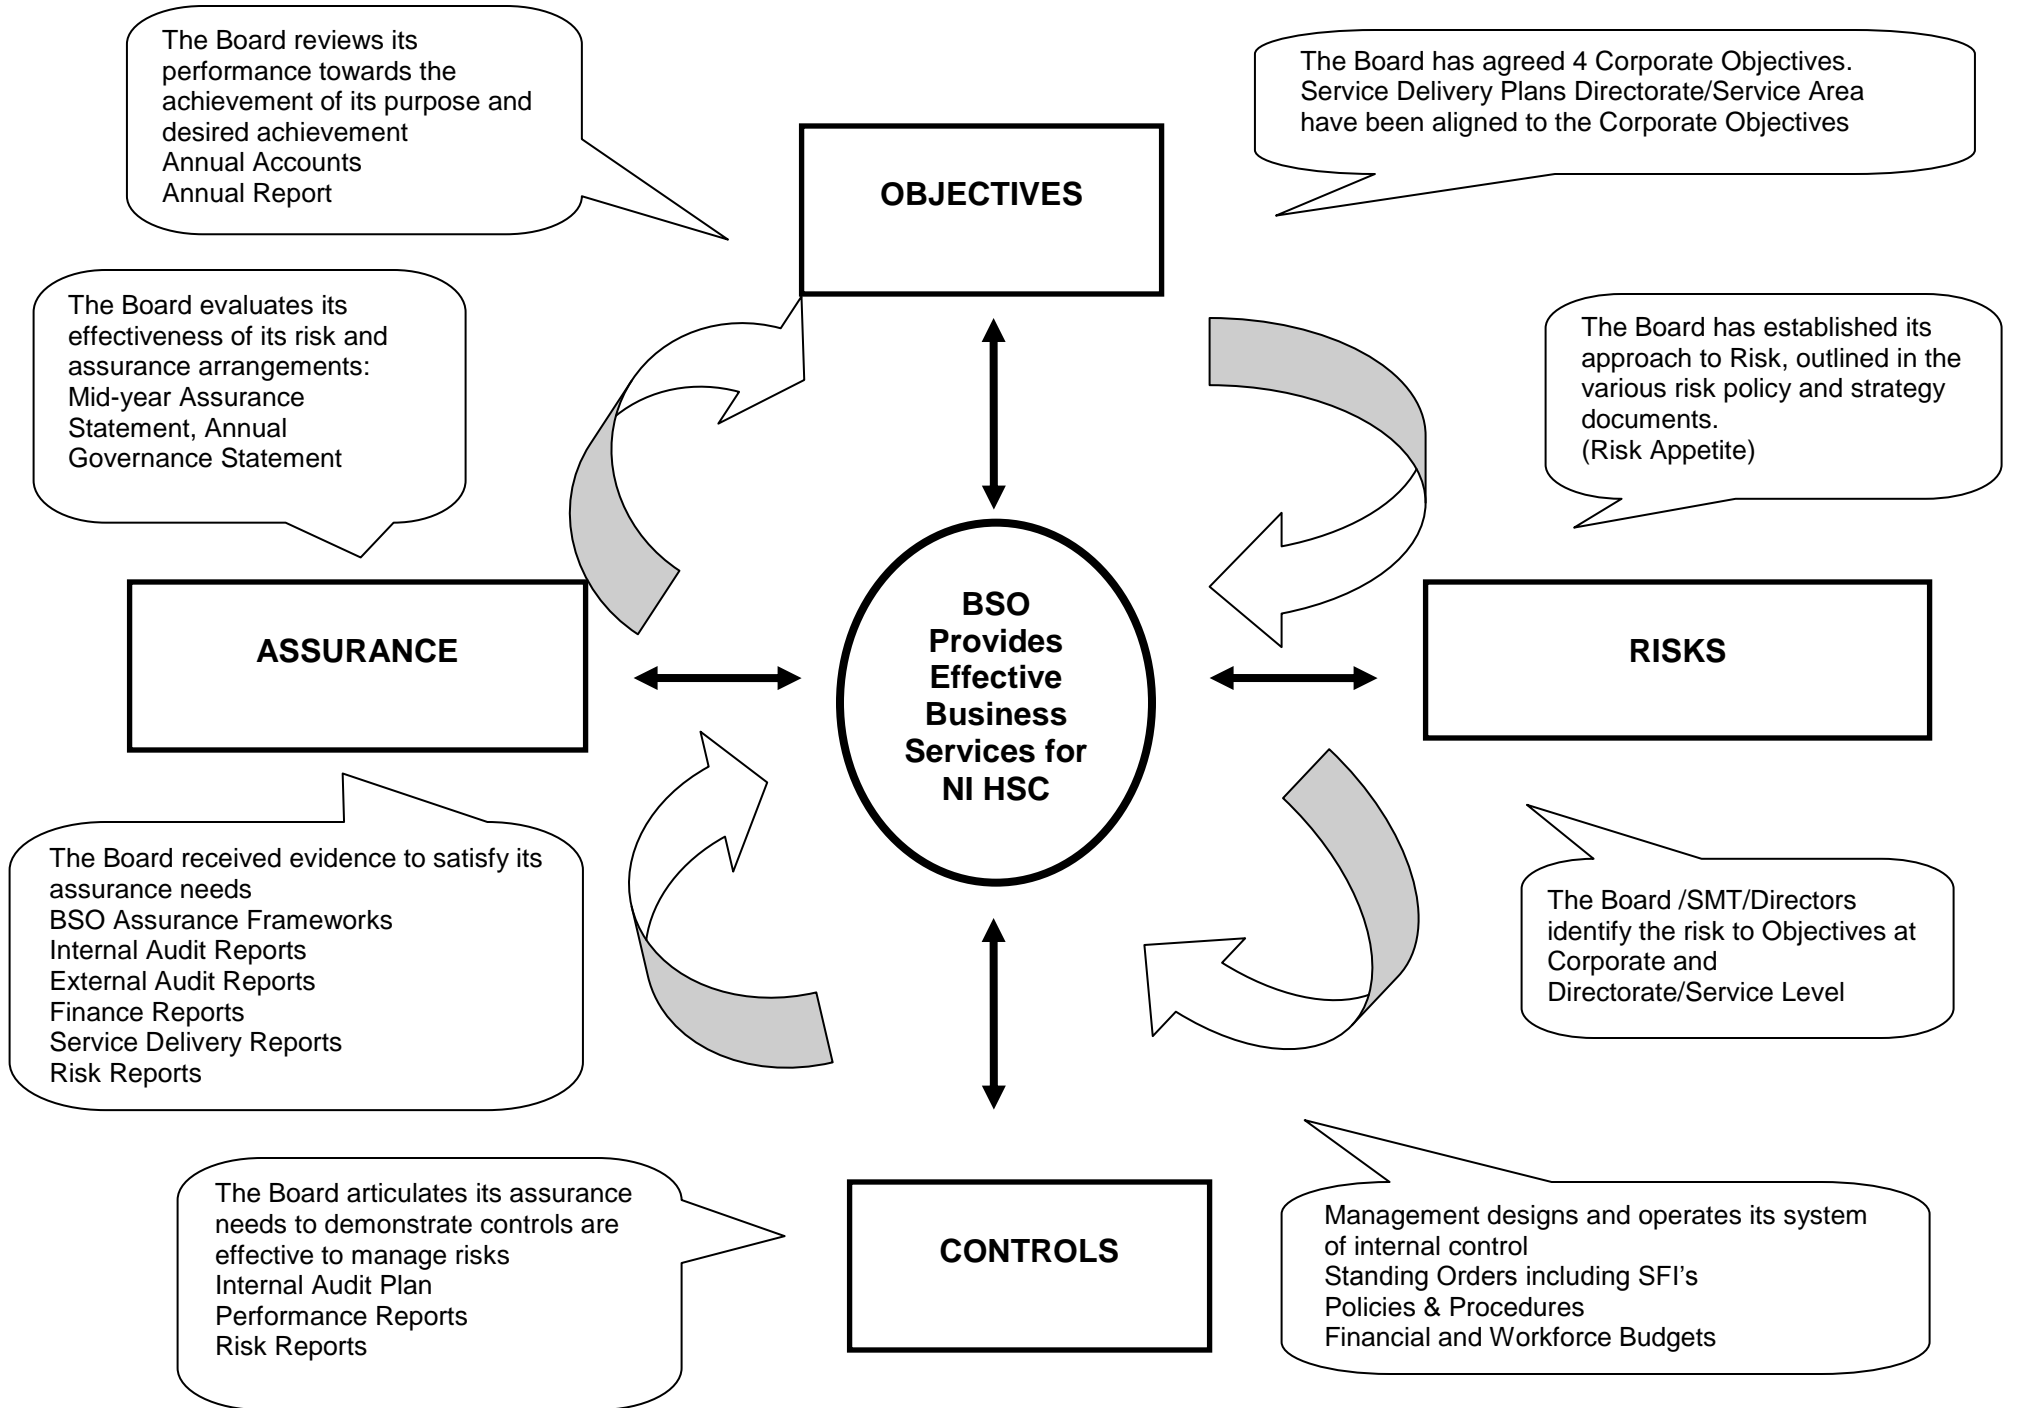 The Board reviews its
performance towards the
achievement of its purpose and
desired achievement
Annual Accounts
Annual Report
The Board has agreed 4 Corporate Objectives.
Service Delivery Plans Directorate/Service Area
have been aligned to the Corporate Objectives
OBJECTIVES
The Board evaluates its
effectiveness of its risk and
assurance arrangements:
Mid-year Assurance
Statement, Annual
Governance Statement
The Board has established its
approach to Risk, outlined in the
various risk policy and strategy
documents.
(Risk Appetite)
ASSURANCE
BSO
Provides
Effective
Business
Services for
NI HSC
RISKS
The Board received evidence to satisfy its
assurance needs
BSO Assurance Frameworks
Internal Audit Reports
External Audit Reports
Finance Reports
Service Delivery Reports
Risk Reports
The Board /SMT/Directors
identify the risk to Objectives at
Corporate and
Directorate/Service Level
The Board articulates its assurance
needs to demonstrate controls are
effective to manage risks
Internal Audit Plan
Performance Reports
Risk Reports
CONTROLS
Management designs and operates its system
of internal control
Standing Orders including SFI's
Policies & Procedures
Financial and Workforce Budgets